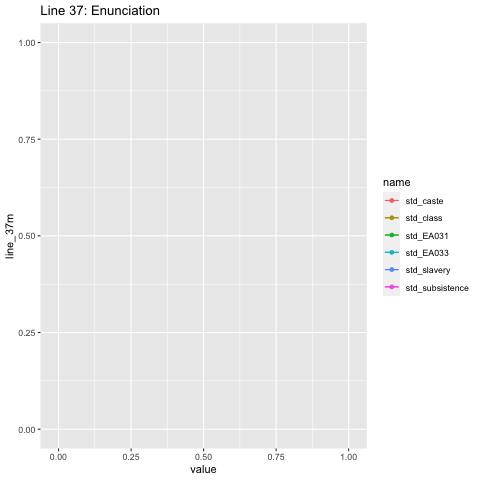 Line 37: Enunciation
1.00
0.75
0.50
0.25
0.00
line_37m
0.00 0.25 0.50 0.75 1.00
value
name
std_caste
std_class
std_EA031
std_EA033
std_slavery
std_subsistence